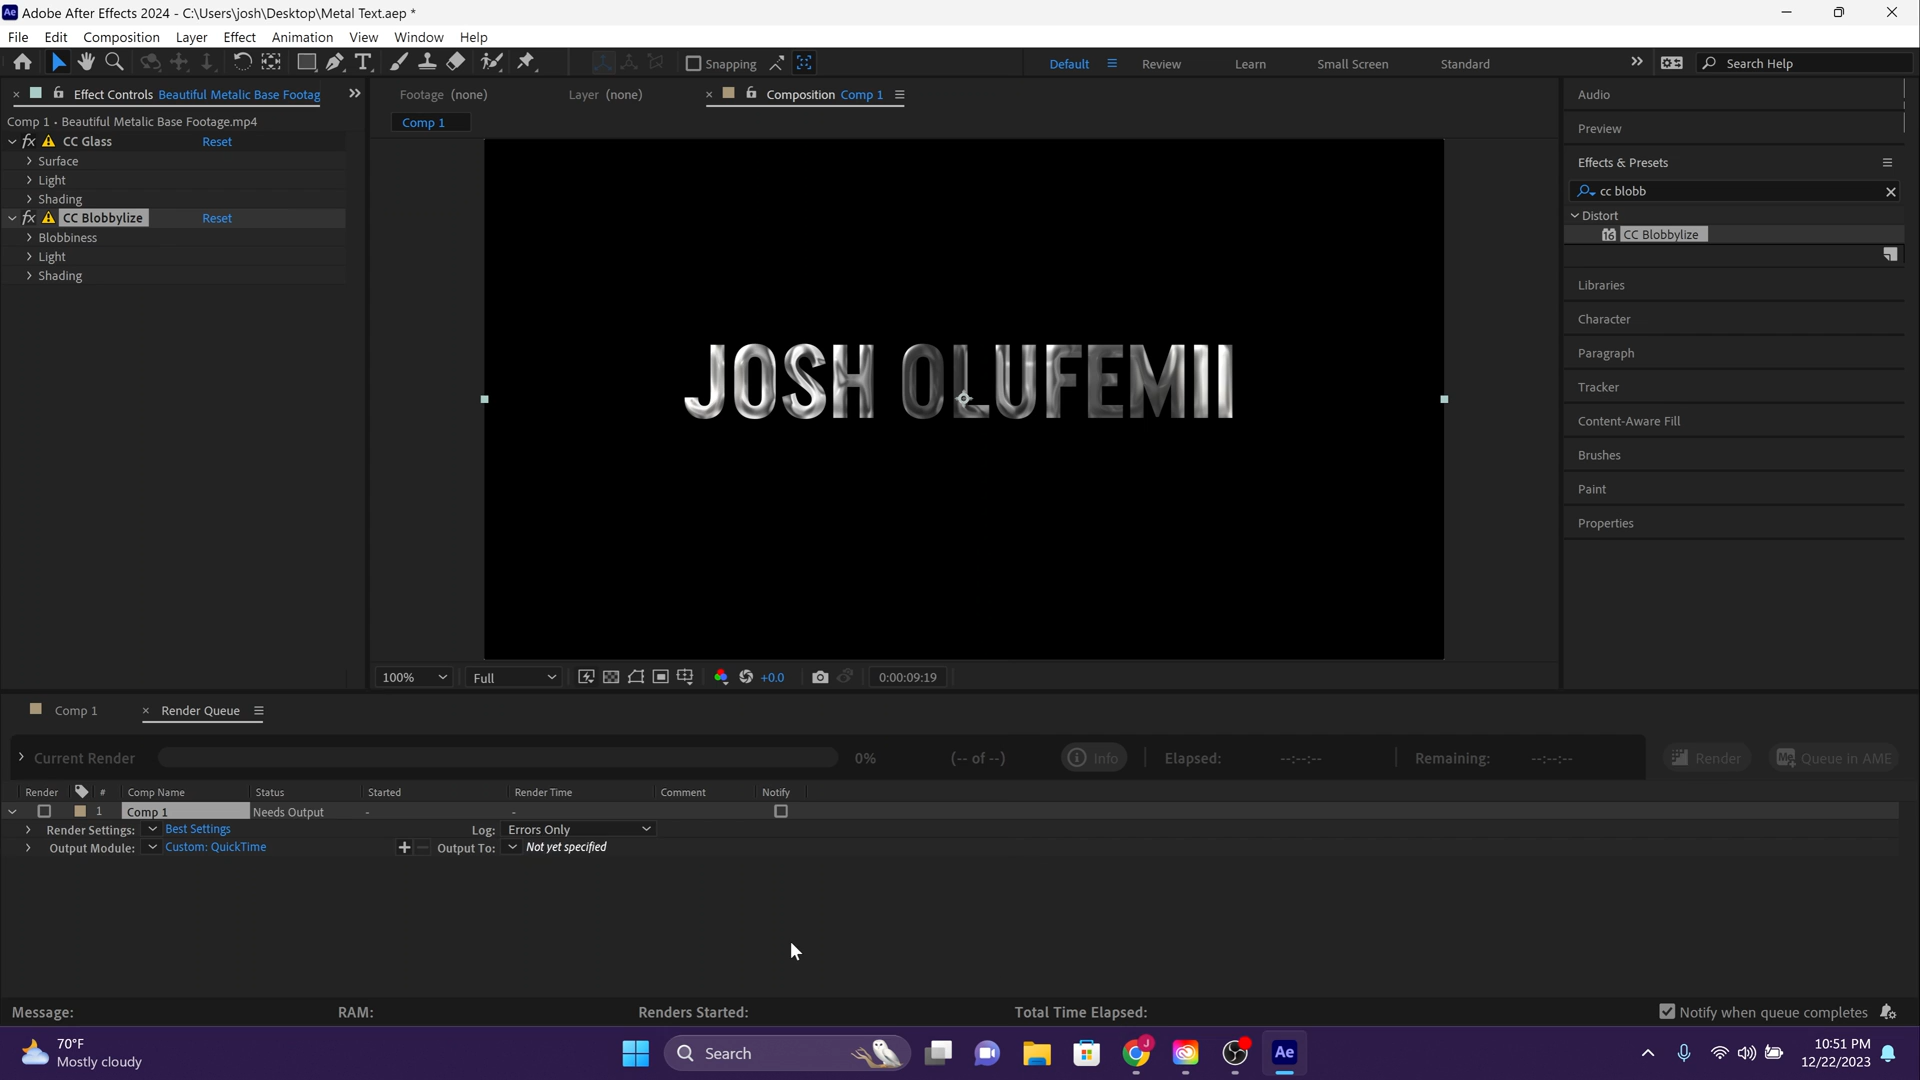 Ae Adobe After Effects 2024 - C:\Users\josh\Desktop\Metal Text.aep *
File Edit Composition Layer Effect Animation View Window Help
T Snapping Default Review Learn Small Screen Standard Search Help
Effect Controls Beautiful Metalic Base Footag
Footage (none) Layer (none) Composition Comp 1
Comp 1 • Beautiful Metalic Base Footage.mp4
Comp 1
fx CC Glass Reset
Surface
Light
Shading
fx CC Blobbylize Reset
Blobbiness
Light
Shading
JOSH OLUFEMII
100% Full +0.0 0:00:09:19
Audio
Preview
Effects & Presets
cc blobb
Distort
16 CC Blobbylize
Libraries
Character
Paragraph
Tracker
Content-Aware Fill
Brushes
Paint
Properties
Comp 1 Render Queue
Current Render 0% (-- of --) Info Elapsed: --:--:-- Remaining: --:--:-- Render Queue in AME
Render # Comp Name Status Started Render Time Comment Notify
1 Comp 1 Needs Output - -
Render Settings: Best Settings Log: Errors Only
Output Module: Custom: QuickTime Output To: Not yet specified
Message: RAM: Renders Started: Total Time Elapsed: Notify when queue completes
70°F
Mostly cloudy
Search
J
Ae
10:51 PM
12/22/2023